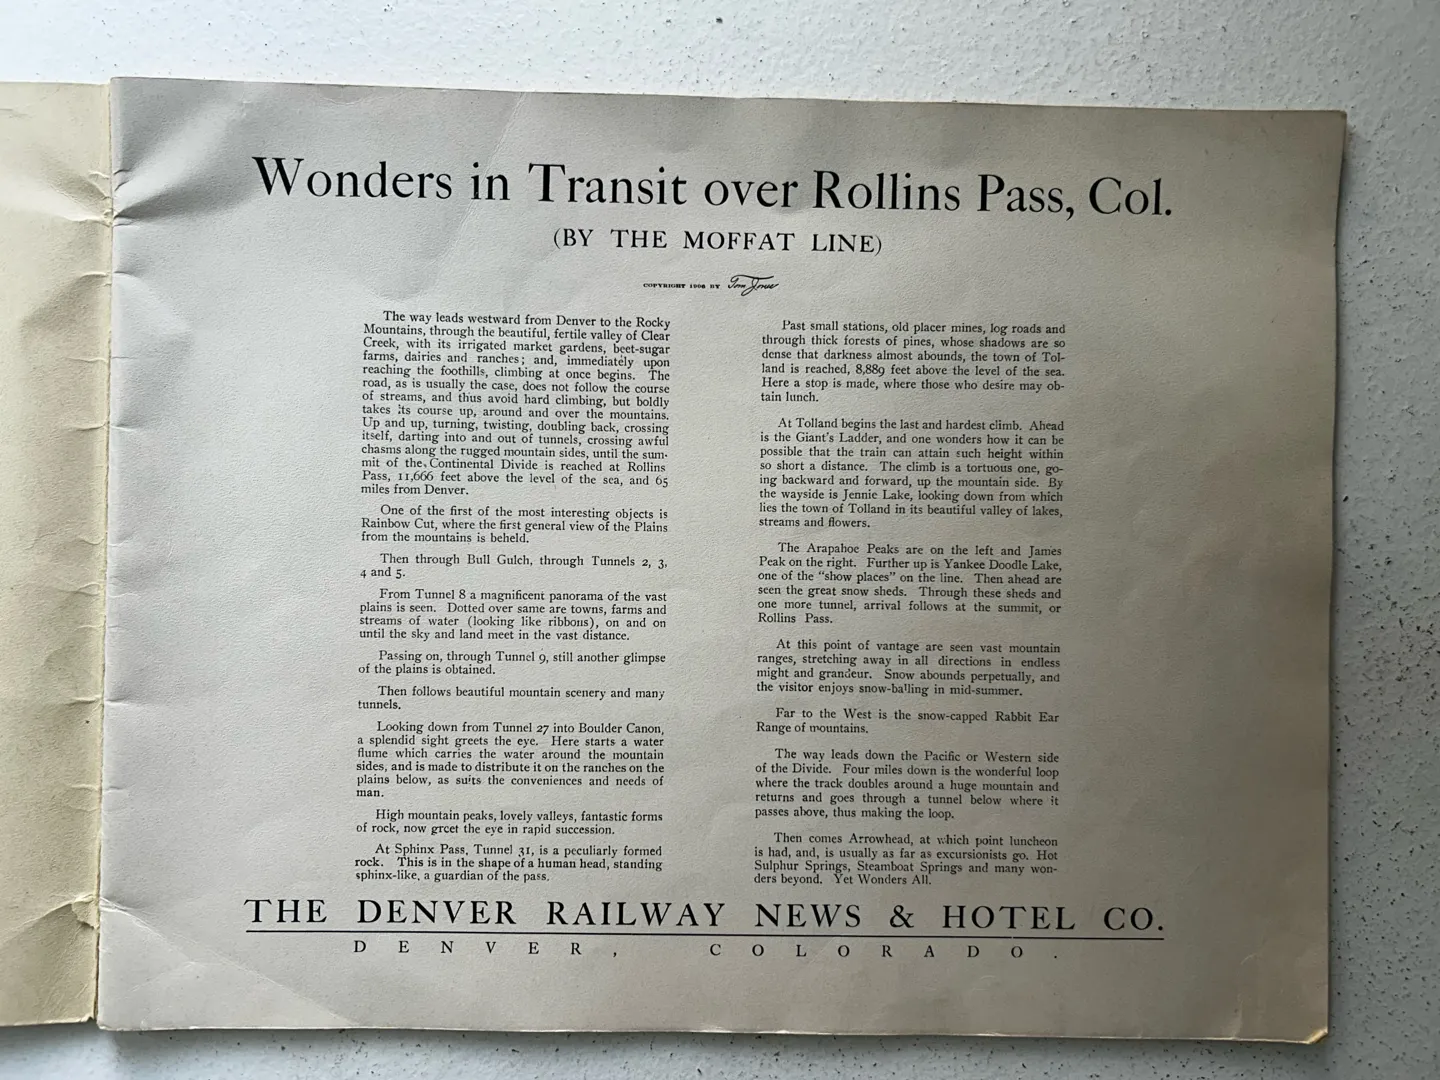 Wonders in Transit over Rollins Pass, Col.
(BY THE MOFFAT LINE)
COPYRIGHT 1906 BY Tom Jones
The way leads westward from Denver to the Rocky
Mountains, through the beautiful, fertile valley of Clear
Creek, with its irrigated market gardens, beet-sugar
farms, dairies and ranches; and, immediately upon
reaching the foothills, climbing at once begins. The
road, as is usually the case, does not follow the course
of streams, and thus avoid hard climbing, but boldly
takes its course up, around and over the mountains.
Up and up, turning, twisting, doubling back, crossing
itself, darting into and out of tunnels, crossing awful
chasms along the rugged mountain sides, until the sum-
mit of the Continental Divide is reached at Rollins
Pass, 11,666 feet above the level of the sea, and 65
miles from Denver.
One of the first of the most interesting objects is
Rainbow Cut, where the first general view of the Plains
from the mountains is beheld.
Then through Bull Gulch, through Tunnels 2, 3,
4 and 5.
From Tunnel 8 a magnificent panorama of the vast
plains is seen. Dotted over same are towns, farms and
streams of water (looking like ribbons), on and on
until the sky and land meet in the vast distance.
Passing on, through Tunnel 9, still another glimpse
of the plains is obtained.
Then follows beautiful mountain scenery and many
tunnels.
Looking down from Tunnel 27 into Boulder Canon,
a splendid sight greets the eye. Here starts a water
flume which carries the water around the mountain
sides, and is made to distribute it on the ranches on the
plains below, as suits the conveniences and needs of
man.
High mountain peaks, lovely valleys, fantastic forms
of rock, now greet the eye in rapid succession.
At Sphinx Pass, Tunnel 31, is a peculiarly formed
rock. This is in the shape of a human head, standing
sphinx-like, a guardian of the pass.
Past small stations, old placer mines, log roads and
through thick forests of pines, whose shadows are so
dense that darkness almost abounds, the town of Tol-
land is reached, 8,889 feet above the level of the sea.
Here a stop is made, where those who desire may ob-
tain lunch.
At Tolland begins the last and hardest climb. Ahead
is the Giant's Ladder, and one wonders how it can be
possible that the train can attain such height within
so short a distance. The climb is a tortuous one, go-
ing backward and forward, up the mountain side. By
the wayside is Jennie Lake, looking down from which
lies the town of Tolland in its beautiful valley of lakes,
streams and flowers.
The Arapahoe Peaks are on the left and James
Peak on the right. Further up is Yankee Doodle Lake,
one of the "show places" on the line. Then ahead are
seen the great snow sheds. Through these sheds and
one more tunnel, arrival follows at the summit, or
Rollins Pass.
At this point of vantage are seen vast mountain
ranges, stretching away in all directions in endless
might and grandeur. Snow abounds perpetually, and
the visitor enjoys snow-balling in mid-summer.
Far to the West is the snow-capped Rabbit Ear
Range of mountains.
The way leads down the Pacific or Western side
of the Divide. Four miles down is the wonderful loop
where the track doubles around a huge mountain and
returns and goes through a tunnel below where it
passes above, thus making the loop.
Then comes Arrowhead, at which point luncheon
is had, and, is usually as far as excursionists go. Hot
Sulphur Springs, Steamboat Springs and many won-
ders beyond. Yet Wonders All.
THE DENVER RAILWAY NEWS & HOTEL CO.
DENVER, COLORADO.